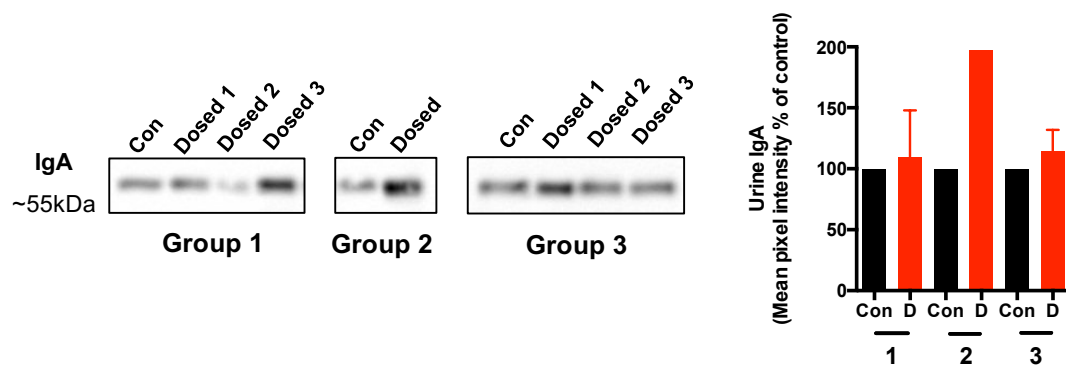 Con Dosed 1 Dosed 2 Dosed 3
Con Dosed
Con Dosed 1 Dosed 2 Dosed 3
IgA
~55kDa
Group 1
Group 2
Group 3
Urine IgA
(Mean pixel intensity % of control)
200
150
100
50
0
Con D Con D Con D
1 2 3